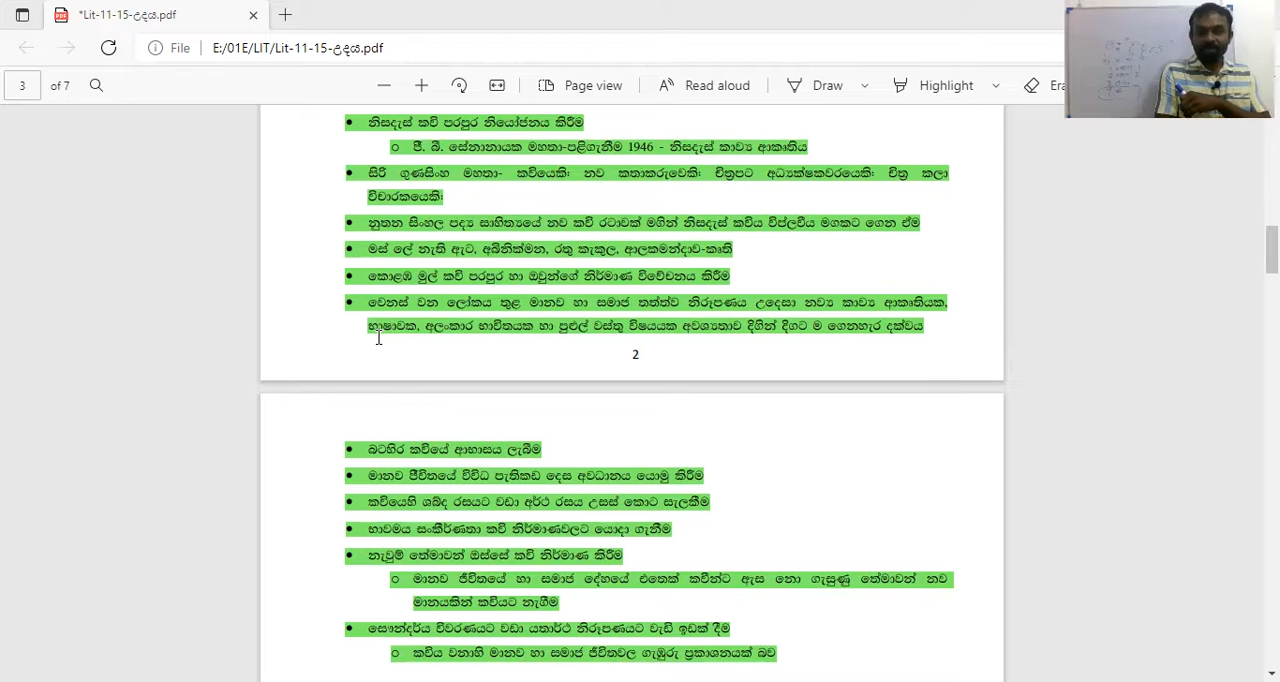 *Lit-11-15-උදය.pdf
File E:/01E/LIT/Lit-11-15-උදය.pdf
3 of 7 Page view Read aloud Draw Highlight Era
• නිසදැස් කවි පරපුර නියෝජනය කිරීම
o පී. බී. සේනානායක මහතා-පළිගැනීම 1946 - නිසදැස් කාව්‍ය ආකෘතිය
• සිරි ගුණසිංහ මහතා- කවියෙකි: නව කතාකරුවෙකි: චිත්‍රපට අධ්‍යක්ෂකවරයෙකි: චිත්‍ර කලා
විචාරකයෙකි:
• නූතන සිංහල පද්‍ය සාහිත්‍යයේ නව කවි රටාවක් මගින් නිසදැස් කවිය විප්ලවීය මගකට ගෙන ඒම
• මස් ලේ නැති ඇට, අබිනික්මන, රතු කැකුල, ආලකමන්දාව-කෘති
• කොළඹ මුල් කවි පරපුර හා ඔවුන්ගේ නිර්මාණ විවේචනය කිරීම
• වෙනස් වන ලෝකය තුළ මානව හා සමාජ තත්ත්ව නිරූපණය උදෙසා නව්‍ය කාව්‍ය ආකෘතියක,
භාෂාවක, අලංකාර භාවිතයක හා පුළුල් වස්තු විෂයයක අවශ්‍යතාව දිගින් දිගට ම ගෙනහැර දක්වය
2
• බටහිර කවියේ ආභාසය ලැබීම
• මානව ජීවිතයේ විවිධ පැතිකඩ දෙස අවධානය යොමු කිරීම
• කවියෙහි ශබ්ද රසයට වඩා අර්ථ රසය උසස් කොට සැලකීම
• භාවමය සංකීර්ණතා කවි නිර්මාණවලට යොදා ගැනීම
• නැවුම් තේමාවන් ඔස්සේ කවි නිර්මාණ කිරීම
o මානව ජීවිතයේ හා සමාජ දේහයේ එතෙක් කවීන්ට ඇස නො ගැසුණු තේමාවන් නව
මානයකින් කවියට නැගීම
• සෞන්දර්ය විවරණයට වඩා යතාර්ථ නිරූපණයට වැඩි ඉඩක් දීම
o කවිය වනාහි මානව හා සමාජ ජීවිතවල ගැඹුරු ප්‍රකාශනයක් බව